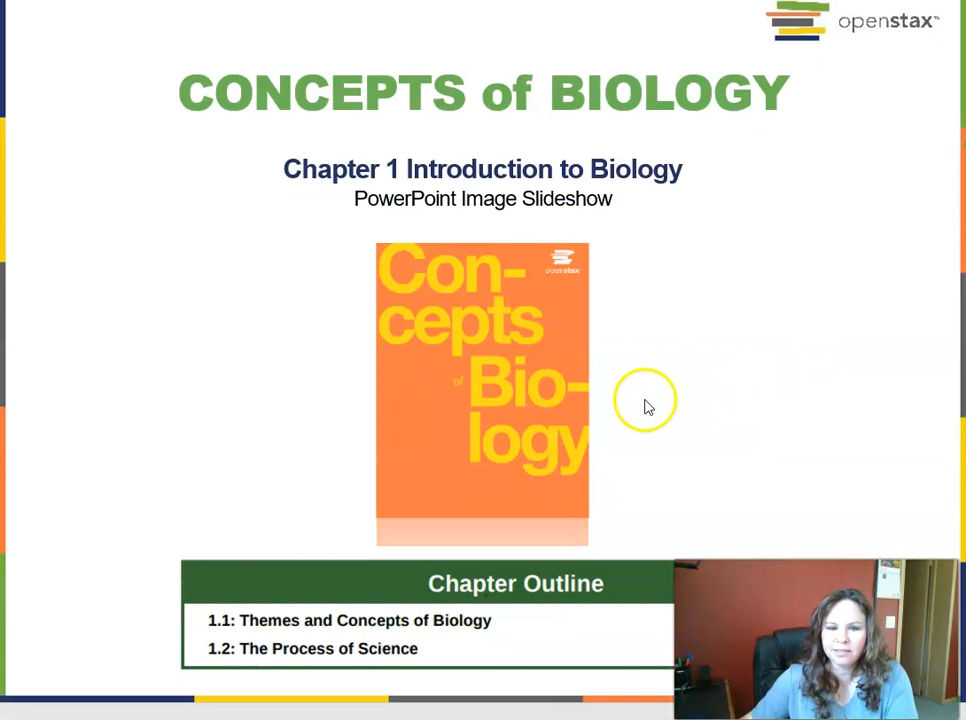 openstax™
CONCEPTS of BIOLOGY
Chapter 1 Introduction to Biology
PowerPoint Image Slideshow
Con-
cepts
of Bio-
logy
openstax
Chapter Outline
1.1: Themes and Concepts of Biology
1.2: The Process of Science